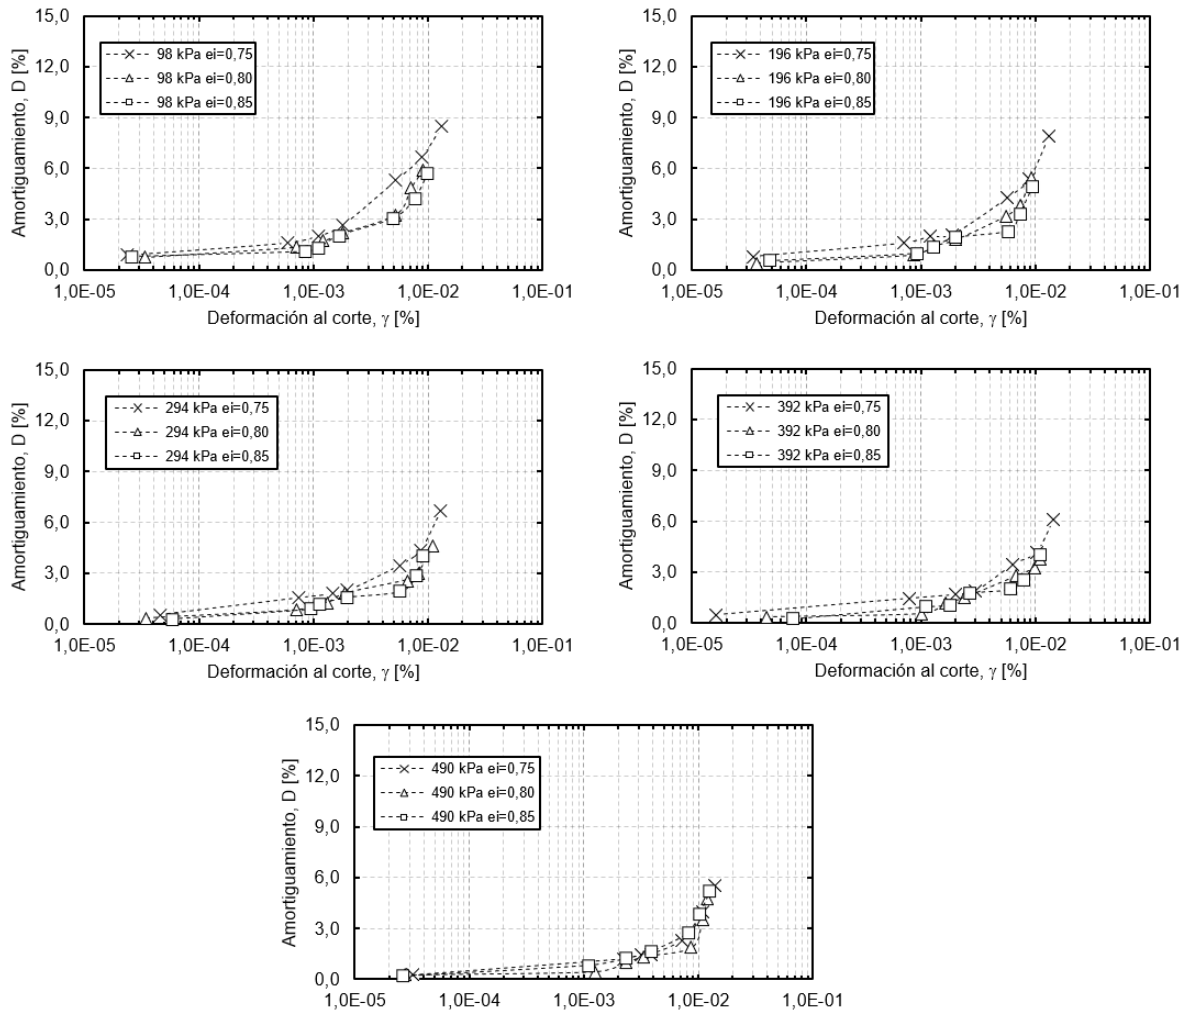 15,0
12,0
9,0
6,0
3,0
0,0
Amortiguamiento, D [%]
98 kPa ei=0,75
98 kPa ei=0,80
98 kPa ei=0,85
1,0E-05 1,0E-04 1,0E-03 1,0E-02 1,0E-01
Deformación al corte, γ [%]
15,0
12,0
9,0
6,0
3,0
0,0
Amortiguamiento, D [%]
196 kPa ei=0,75
196 kPa ei=0,80
196 kPa ei=0,85
1,0E-05 1,0E-04 1,0E-03 1,0E-02 1,0E-01
Deformación al corte, γ [%]
15,0
12,0
9,0
6,0
3,0
0,0
Amortiguamiento, D [%]
294 kPa ei=0,75
294 kPa ei=0,80
294 kPa ei=0,85
1,0E-05 1,0E-04 1,0E-03 1,0E-02 1,0E-01
Deformación al corte, γ [%]
15,0
12,0
9,0
6,0
3,0
0,0
Amortiguamiento, D [%]
392 kPa ei=0,75
392 kPa ei=0,80
392 kPa ei=0,85
1,0E-05 1,0E-04 1,0E-03 1,0E-02 1,0E-01
Deformación al corte, γ [%]
15,0
12,0
9,0
6,0
3,0
0,0
Amortiguamiento, D [%]
490 kPa ei=0,75
490 kPa ei=0,80
490 kPa ei=0,85
1,0E-05 1,0E-04 1,0E-03 1,0E-02 1,0E-01